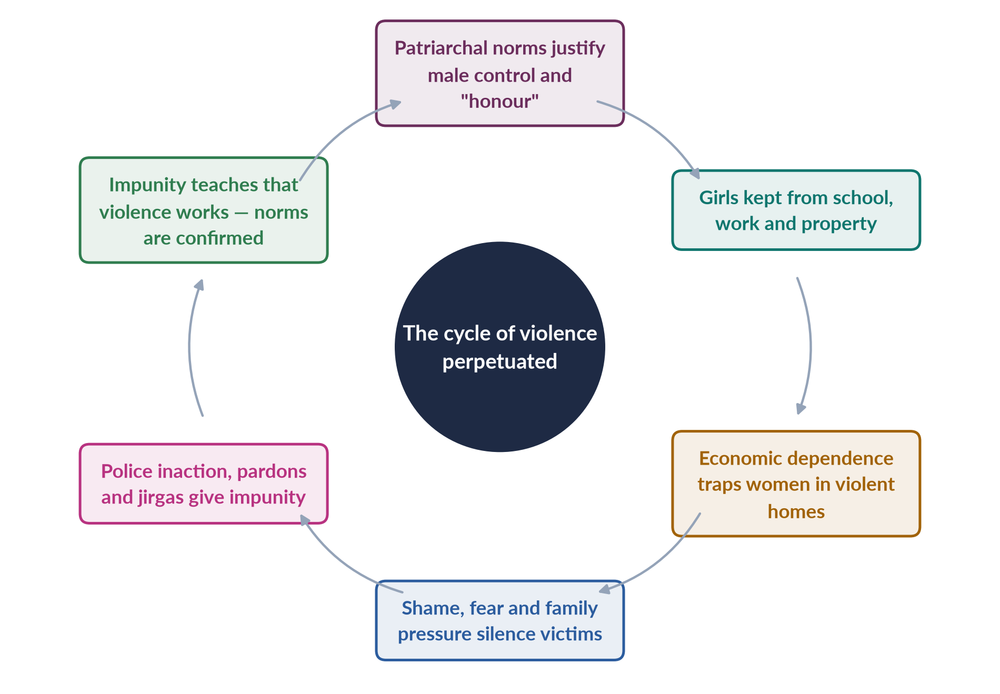 Patriarchal norms justify
male control and
"honour"
Girls kept from school,
work and property
Economic dependence
traps women in violent
homes
Shame, fear and family
pressure silence victims
Police inaction, pardons
and jirgas give impunity
Impunity teaches that
violence works — norms
are confirmed
The cycle of violence
perpetuated